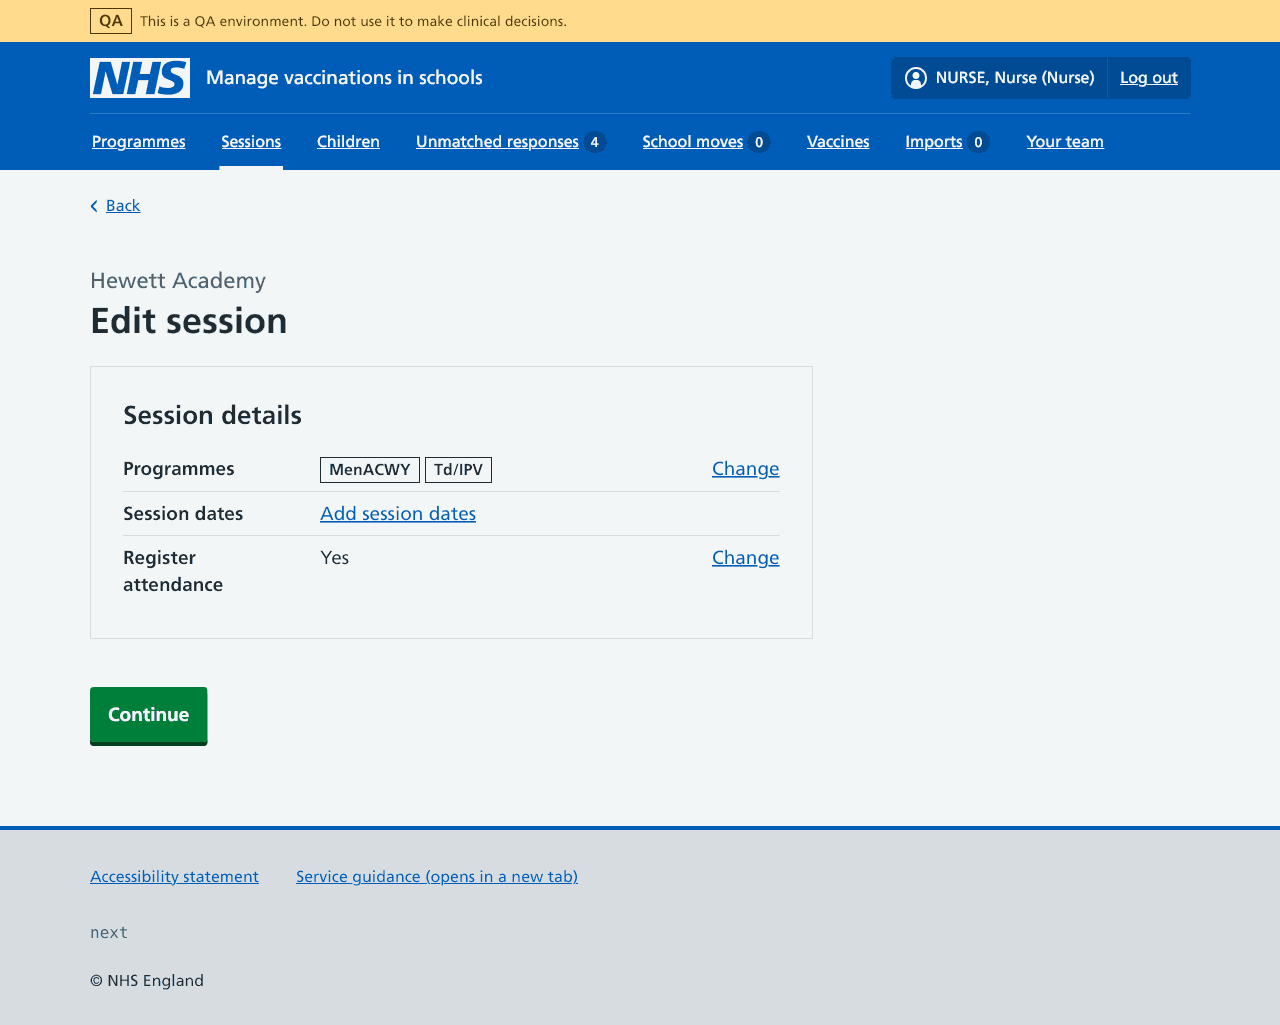 QA This is a QA environment. Do not use it to make clinical decisions.
NHS Manage vaccinations in schools NURSE, Nurse (Nurse) Log out
Programmes Sessions Children Unmatched responses 4 School moves 0 Vaccines Imports 0 Your team
Back
Hewett Academy
Edit session
Session details
Programmes MenACWY Td/IPV Change
Session dates Add session dates
Register attendance Yes Change
Continue
Accessibility statement Service guidance (opens in a new tab)
next
© NHS England